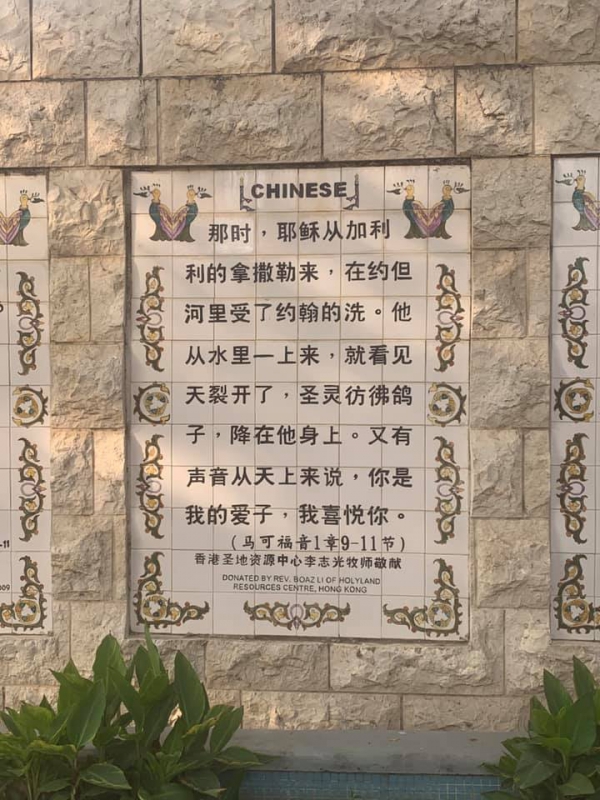 CHINESE
那时，耶稣从加利
利的拿撒勒来，在约但
河里受了约翰的洗。他
从水里一上来，就看见
天裂开了，圣灵彷彿鸽
子，降在他身上。又有
声音从天上来说，你是
我的爱子，我喜悦你。
（马可福音1章9-11节）
香港圣地资源中心李志光牧师敬献
DONATED BY REV. BOAZ LI OF HOLYLAND
RESOURCES CENTRE, HONG KONG
-11
009